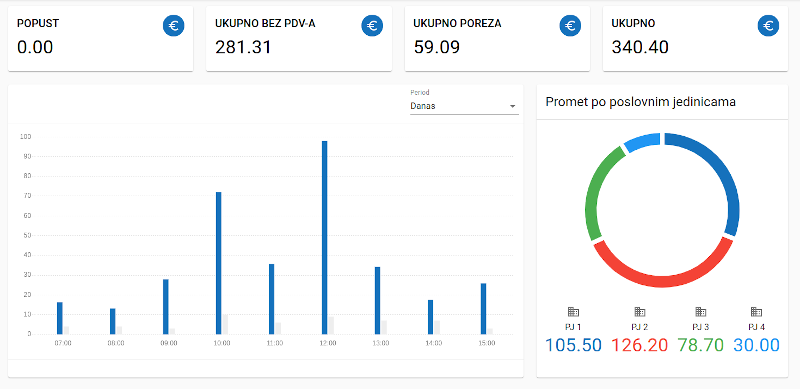 POPUST
€
0.00
UKUPNO BEZ PDV-A
€
281.31
UKUPNO POREZA
€
59.09
UKUPNO
€
340.40
Period
Danas
100
90
80
70
60
50
40
30
20
10
0
07:00 08:00 09:00 10:00 11:00 12:00 13:00 14:00 15:00
Promet po poslovnim jedinicama
PJ 1 PJ 2 PJ 3 PJ 4
105.50 126.20 78.70 30.00